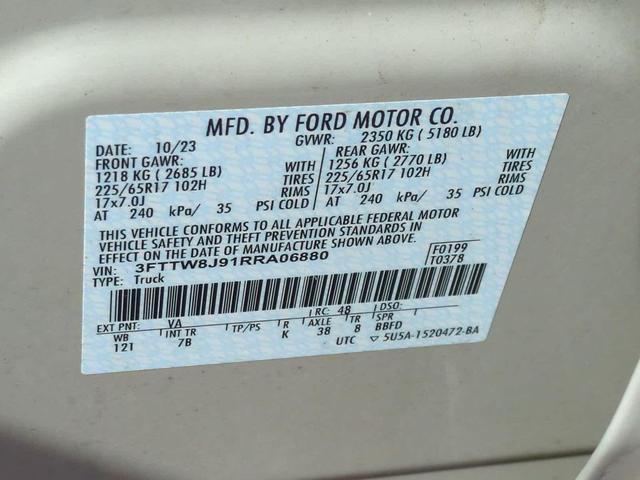 MFD. BY FORD MOTOR CO.
DATE: 10/23 GVWR: 2350 KG ( 5180 LB)
FRONT GAWR: REAR GAWR:
1218 KG ( 2685 LB) WITH 1256 KG ( 2770 LB) WITH
225/65R17 102H TIRES 225/65R17 102H TIRES
17x7.0J RIMS 17x7.0J RIMS
AT 240 kPa/ 35 PSI COLD AT 240 kPa/ 35 PSI COLD
THIS VEHICLE CONFORMS TO ALL APPLICABLE FEDERAL MOTOR
VEHICLE SAFETY AND THEFT PREVENTION STANDARDS IN
EFFECT ON THE DATE OF MANUFACTURE SHOWN ABOVE.
VIN: 3FTTW8J91RRA06880 F0199
TYPE: Truck T0378
EXT PNT: VA RC: 48 DSO:
WB INT TR TP/PS R AXLE TR SPR
121 7B K 38 8 BBFD
UTC ▽ 5U5A-1520472-BA